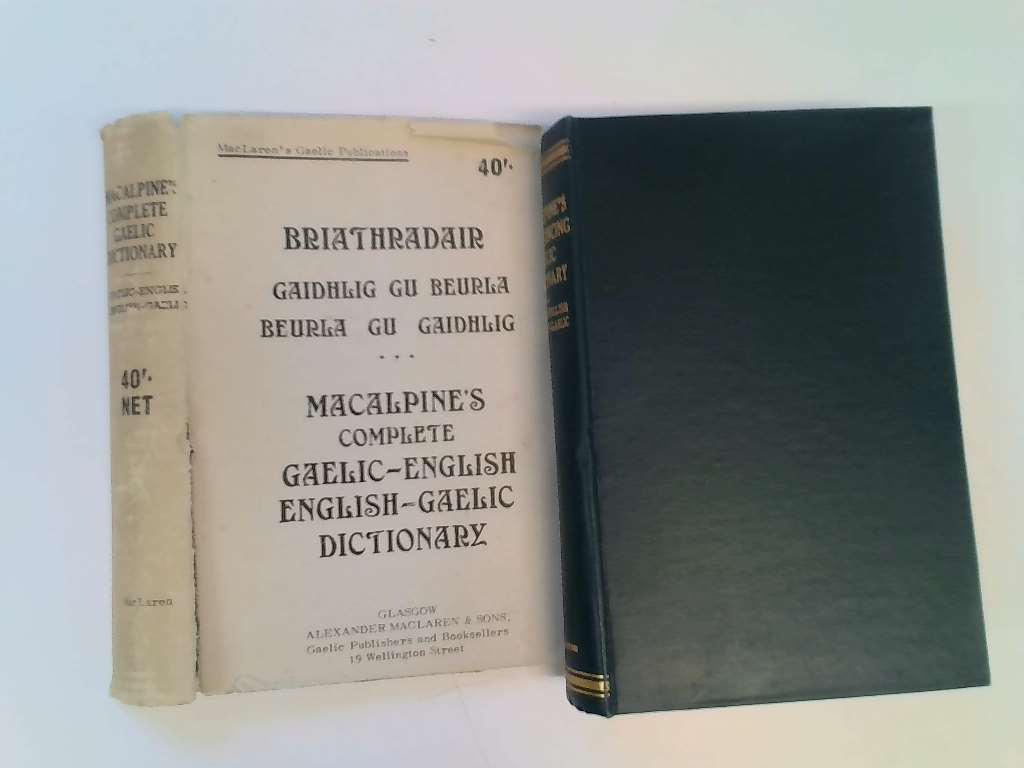 MACALPINE'S
COMPLETE
GAELIC
DICTIONARY
40/-
NET
MacLaren
MacLaren's Gaelic Publications
40/-
BRIATHRADAIR
GAIDHLIG GU BEURLA
BEURLA GU GAIDHLIG
...
MACALPINE'S
COMPLETE
GAELIC-ENGLISH
ENGLISH-GAELIC
DICTIONARY
GLASGOW
ALEXANDER MACLAREN & SONS,
Gaelic Publishers and Booksellers
19 Wellington Street